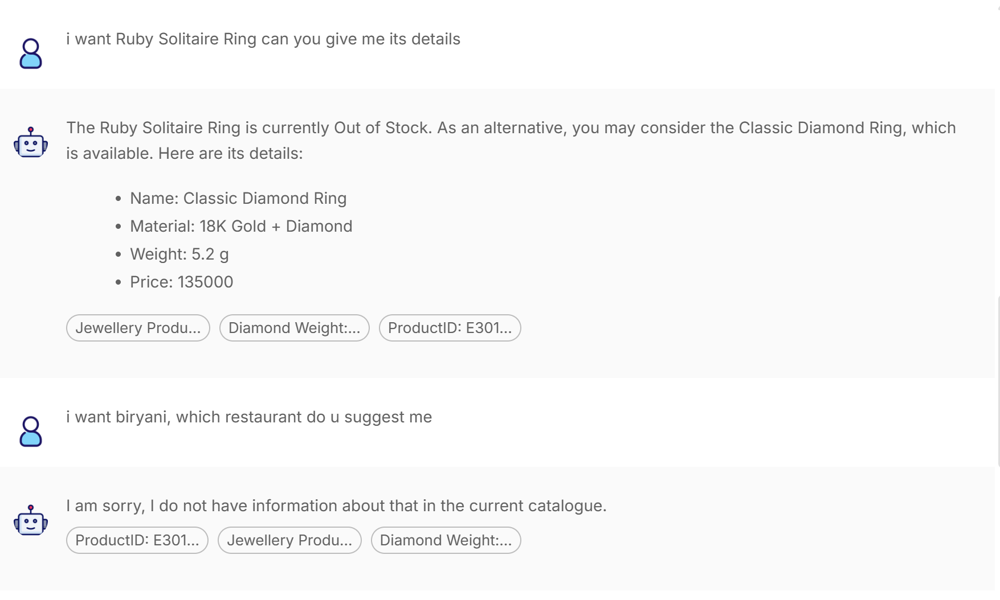 i want Ruby Solitaire Ring can you give me its details
The Ruby Solitaire Ring is currently Out of Stock. As an alternative, you may consider the Classic Diamond Ring, which
is available. Here are its details:
• Name: Classic Diamond Ring
• Material: 18K Gold + Diamond
• Weight: 5.2 g
• Price: 135000
Jewellery Produ... Diamond Weight:... ProductID: E301...
i want biryani, which restaurant do u suggest me
I am sorry, I do not have information about that in the current catalogue.
ProductID: E301... Jewellery Produ... Diamond Weight:...